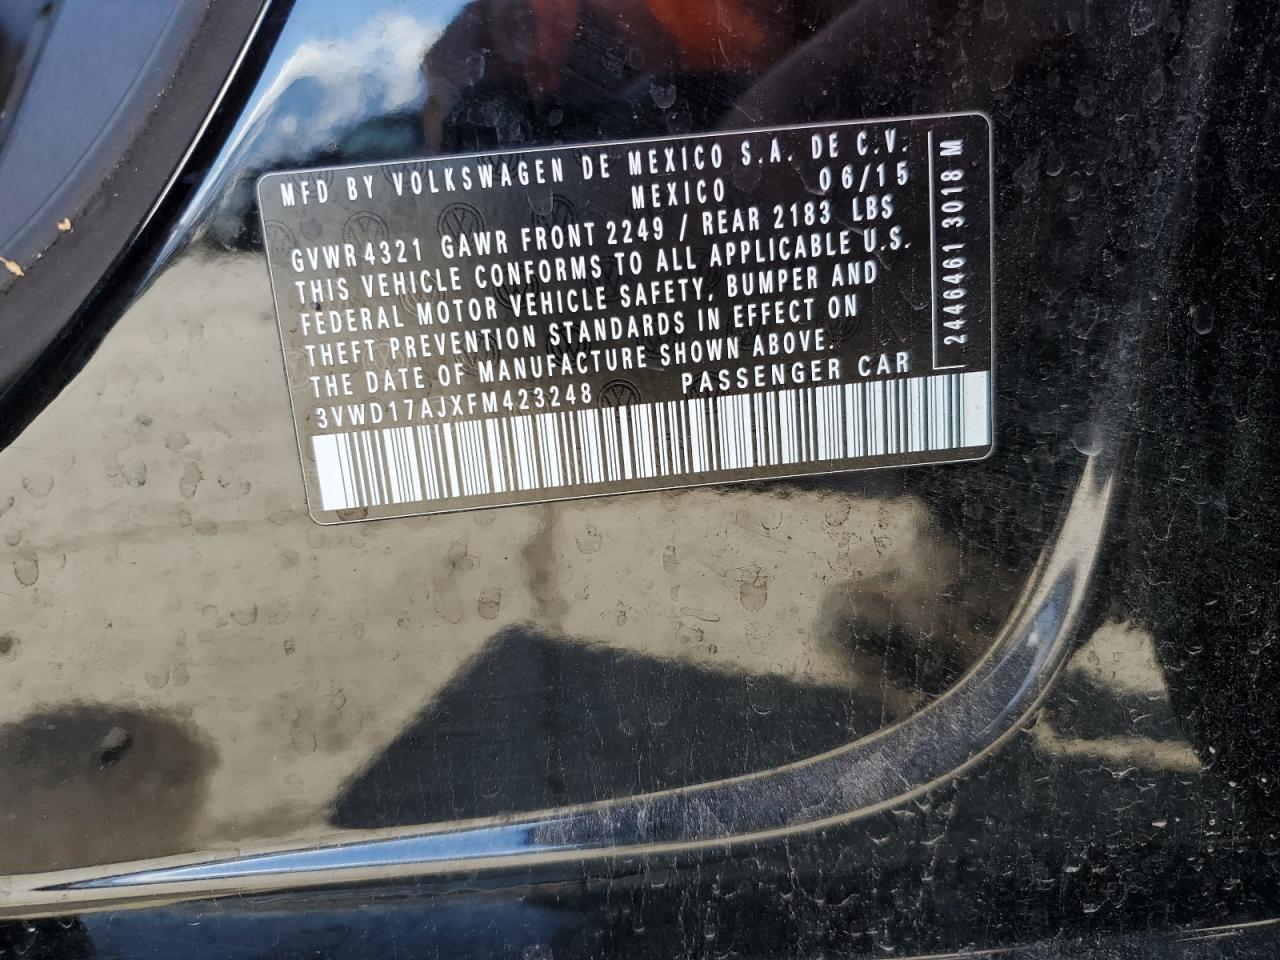 MFD BY VOLKSWAGEN DE MEXICO S.A. DE C.V.
MEXICO 06/15
GVWR 4321 GAWR FRONT 2249 / REAR 2183 LBS
THIS VEHICLE CONFORMS TO ALL APPLICABLE U.S.
FEDERAL MOTOR VEHICLE SAFETY, BUMPER AND
THEFT PREVENTION STANDARDS IN EFFECT ON
THE DATE OF MANUFACTURE SHOWN ABOVE.
3VWD17AJXFM423248 PASSENGER CAR
2446461 3018 M